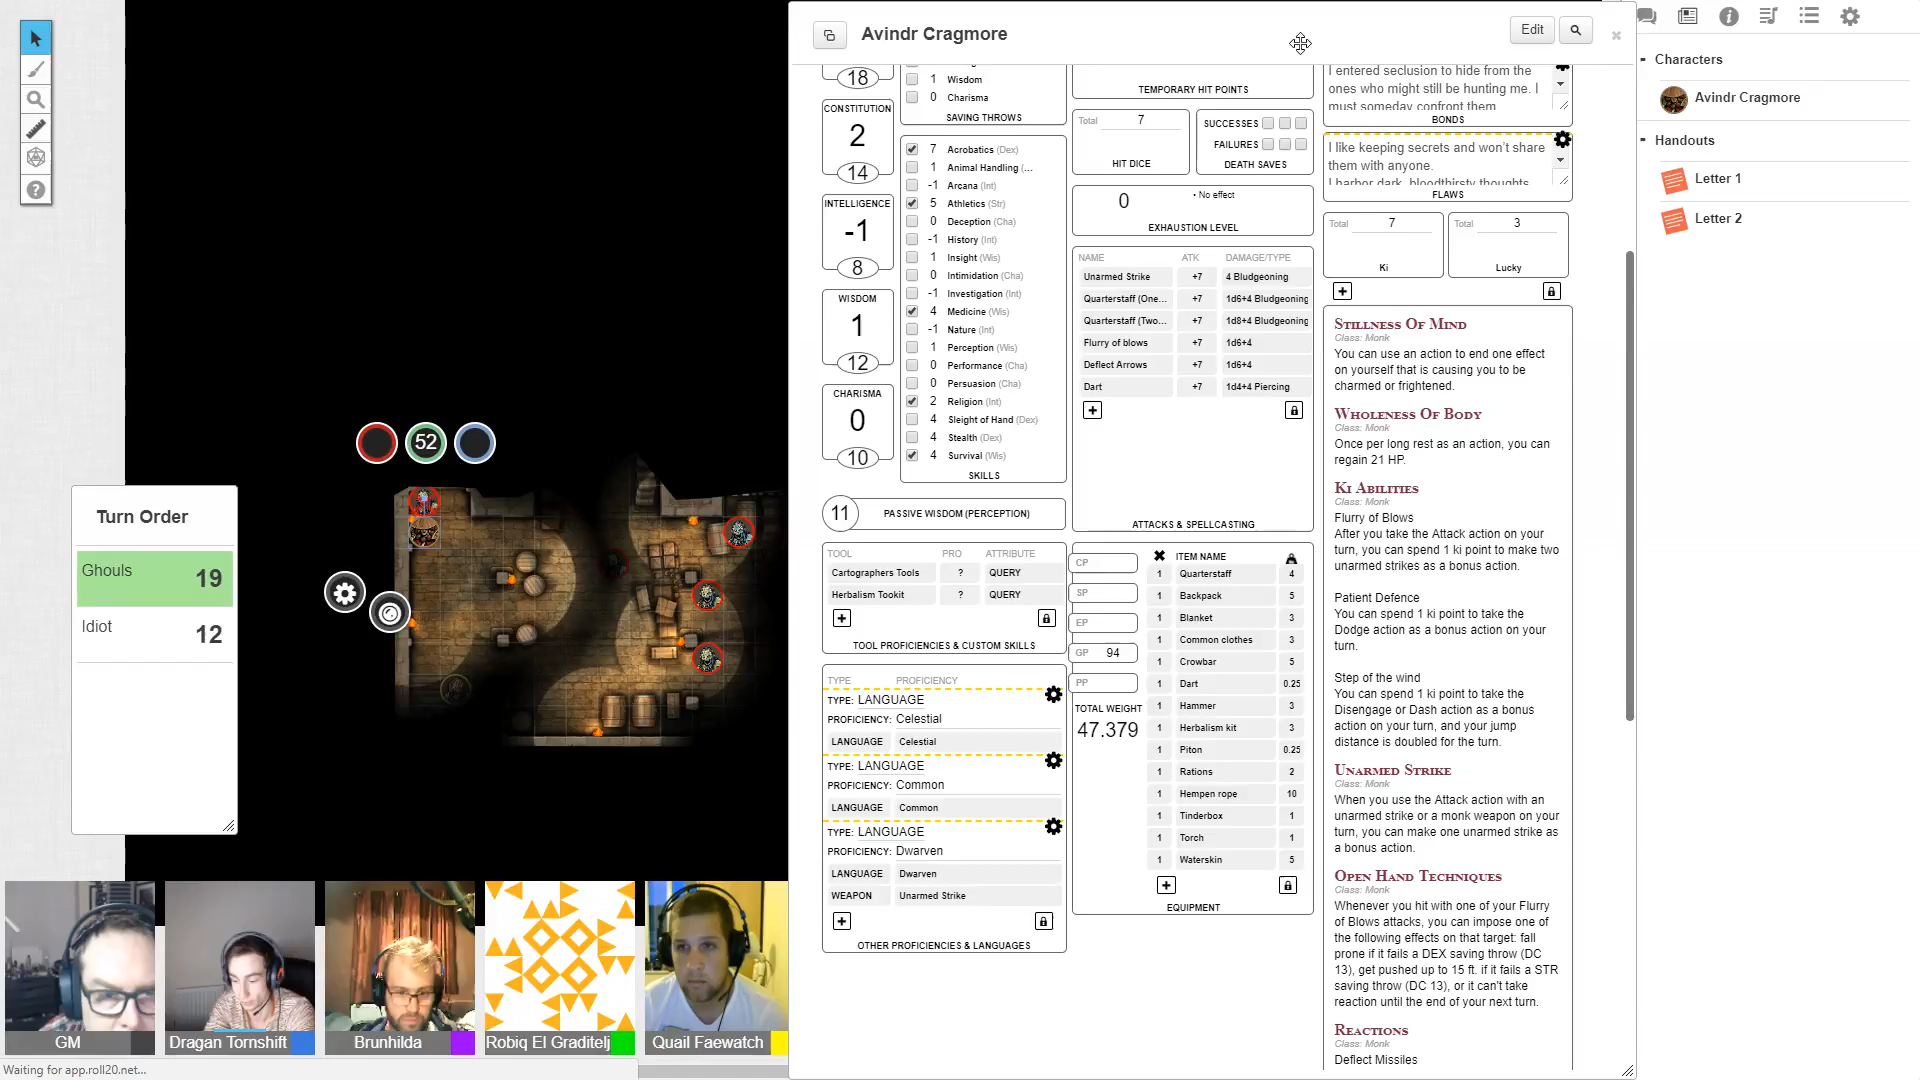 Avindr Cragmore
Edit
18
CONSTITUTION
2
14
INTELLIGENCE
-1
8
WISDOM
1
12
CHARISMA
0
10
1 Wisdom
0 Charisma
SAVING THROWS
7 Acrobatics (Dex)
1 Animal Handling (...
-1 Arcana (Int)
5 Athletics (Str)
0 Deception (Cha)
-1 History (Int)
1 Insight (Wis)
0 Intimidation (Cha)
-1 Investigation (Int)
4 Medicine (Wis)
-1 Nature (Int)
1 Perception (Wis)
0 Performance (Cha)
0 Persuasion (Cha)
2 Religion (Int)
4 Sleight of Hand (Dex)
4 Stealth (Dex)
4 Survival (Wis)
SKILLS
11 PASSIVE WISDOM (PERCEPTION)
TOOL PRO ATTRIBUTE
Cartographers Tools ? QUERY
Herbalism Tookit ? QUERY
TOOL PROFICIENCIES & CUSTOM SKILLS
TYPE PROFICIENCY
TYPE: LANGUAGE
PROFICIENCY: Celestial
LANGUAGE Celestial
TYPE: LANGUAGE
PROFICIENCY: Common
LANGUAGE Common
TYPE: LANGUAGE
PROFICIENCY: Dwarven
LANGUAGE Dwarven
WEAPON Unarmed Strike
OTHER PROFICIENCIES & LANGUAGES
TEMPORARY HIT POINTS
Total 7
HIT DICE
SUCCESSES
FAILURES
DEATH SAVES
0 • No effect
EXHAUSTION LEVEL
NAME ATK DAMAGE/TYPE
Unarmed Strike +7 4 Bludgeoning
Quarterstaff (One... +7 1d6+4 Bludgeoning
Quarterstaff (Two... +7 1d8+4 Bludgeoning
Flurry of blows +7 1d6+4
Deflect Arrows +7 1d6+4
Dart +7 1d4+4 Piercing
ATTACKS & SPELLCASTING
CP
SP
EP
GP 94
PP
TOTAL WEIGHT
47.379
ITEM NAME
1 Quarterstaff 4
1 Backpack 5
1 Blanket 3
1 Common clothes 3
1 Crowbar 5
1 Dart 0.25
1 Hammer 3
1 Herbalism kit 3
1 Piton 0.25
1 Rations 2
1 Hempen rope 10
1 Tinderbox 1
1 Torch 1
1 Waterskin 5
EQUIPMENT
I entered seclusion to hide from the
ones who might still be hunting me. I
must someday confront them
BONDS
I like keeping secrets and won't share
them with anyone.
I harbor dark, bloodthirsty thoughts
FLAWS
Total 7
Ki
Total 3
Lucky
STILLNESS OF MIND
Class: Monk
You can use an action to end one effect
on yourself that is causing you to be
charmed or frightened.
WHOLENESS OF BODY
Class: Monk
Once per long rest as an action, you can
regain 21 HP.
KI ABILITIES
Class: Monk
Flurry of Blows
After you take the Attack action on your
turn, you can spend 1 ki point to make two
unarmed strikes as a bonus action.
Patient Defence
You can spend 1 ki point to take the
Dodge action as a bonus action on your
turn.
Step of the wind
You can spend 1 ki point to take the
Disengage or Dash action as a bonus
action on your turn, and your jump
distance is doubled for the turn.
UNARMED STRIKE
Class: Monk
When you use the Attack action with an
unarmed strike or a monk weapon on your
turn, you can make one unarmed strike as
a bonus action.
OPEN HAND TECHNIQUES
Class: Monk
Whenever you hit with one of your Flurry
of Blows attacks, you can impose one of
the following effects on that target: fall
prone if it fails a DEX saving throw (DC
13), get pushed up to 15 ft. if it fails a STR
saving throw (DC 13), or it can't take
reaction until the end of your next turn.
REACTIONS
Class: Monk
Deflect Missiles
Characters
Avindr Cragmore
Handouts
Letter 1
Letter 2
52
Turn Order
Ghouls 19
Idiot 12
GM
Dragan Tornshift
Brunhilda
Robiq El Graditelj
Quail Faewatch
Waiting for app.roll20.net...